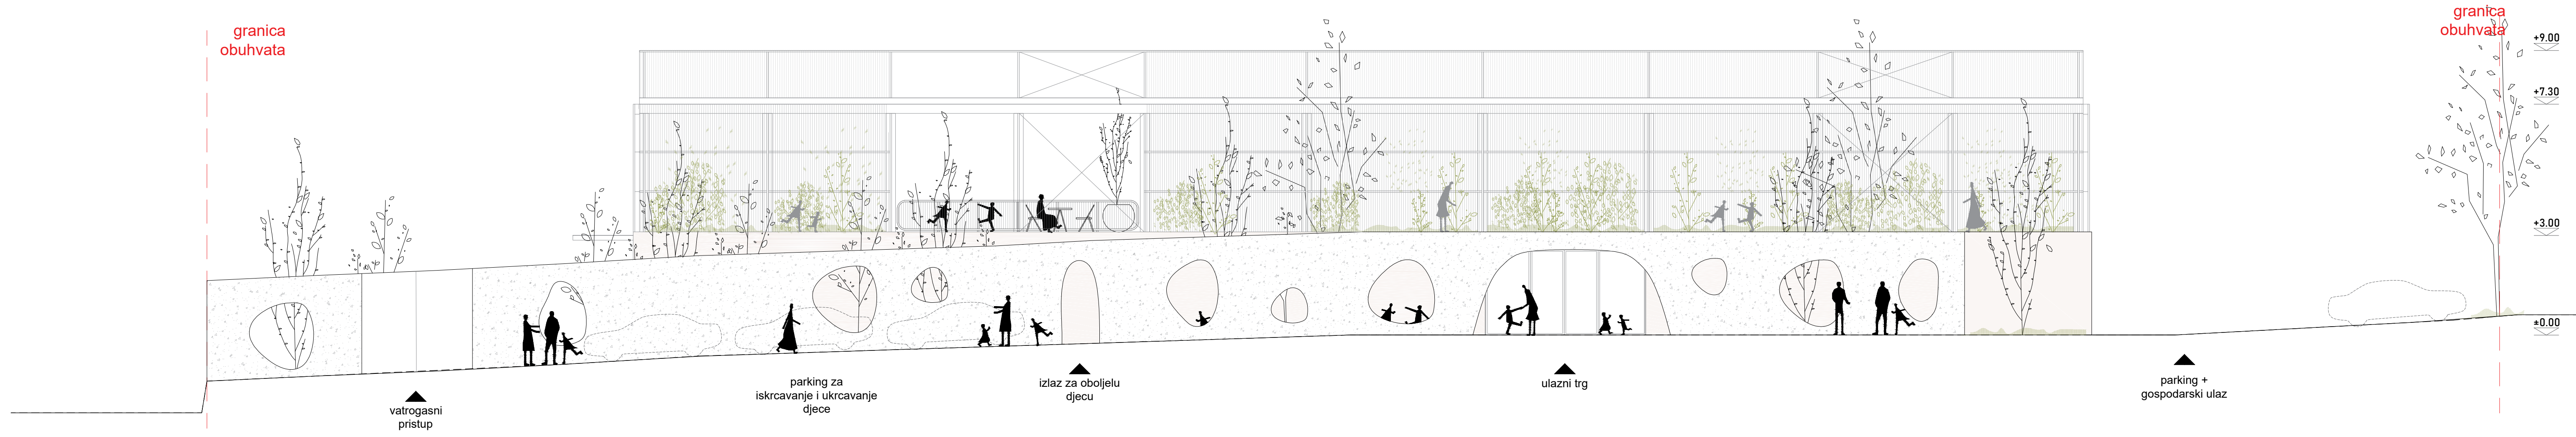 granica
obuhvata
granica
obuhvata
+9.00
+7.30
+3.00
±0.00
vatrogasni
pristup
parking za
iskrcavanje i ukrcavanje
djece
izlaz za oboljelu
djecu
ulazni trg
parking +
gospodarski ulaz